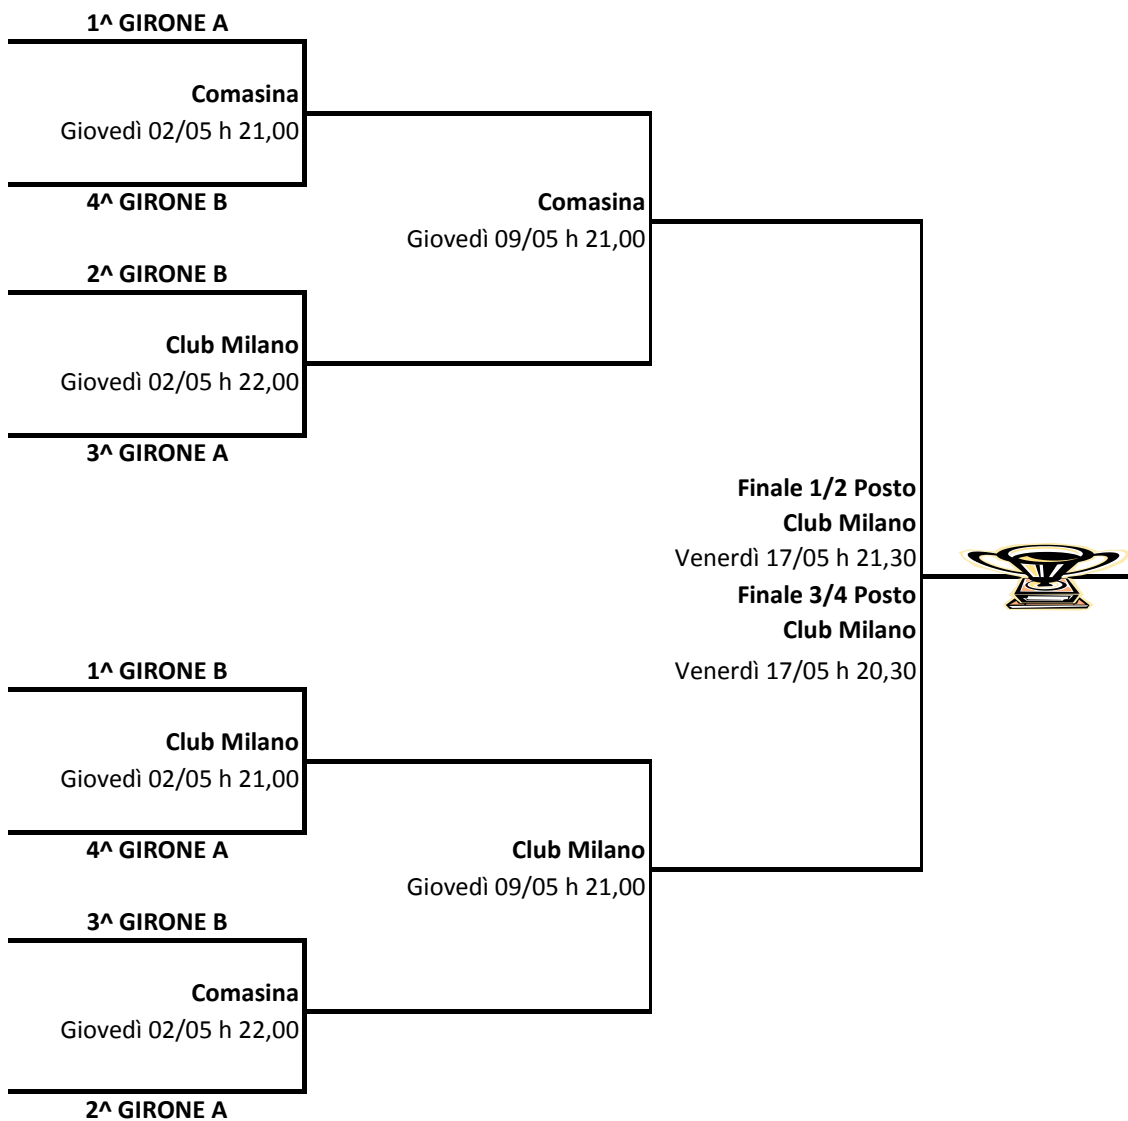 1^ GIRONE A
Comasina
Giovedì 02/05 h 21,00
4^ GIRONE B
Comasina
Giovedì 09/05 h 21,00
2^ GIRONE B
Club Milano
Giovedì 02/05 h 22,00
3^ GIRONE A
Finale 1/2 Posto
Club Milano
Venerdì 17/05 h 21,30
Finale 3/4 Posto
Club Milano
Venerdì 17/05 h 20,30
1^ GIRONE B
Club Milano
Giovedì 02/05 h 21,00
4^ GIRONE A
Club Milano
Giovedì 09/05 h 21,00
3^ GIRONE B
Comasina
Giovedì 02/05 h 22,00
2^ GIRONE A